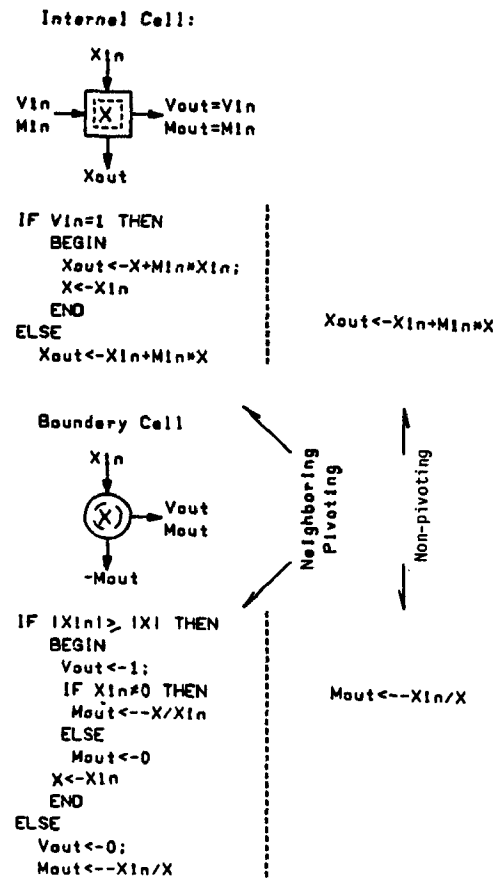 Internal Cell:
Xin
Vin
Min
X
Vout=Vin
Mout=Min
Xout
IF Vin=1 THEN
BEGIN
Xout<-X+Min*Xin;
X<-Xin
END
ELSE
Xout<-Xin+Min*X
Xout<-Xin+Min*X
Boundary Cell
Xin
X
Vout
Mout
-Mout
Neighboring
Pivoting
Non-pivoting
IF |Xin|≥ |X| THEN
BEGIN
Vout<-1;
IF Xin≠0 THEN
Mout<--X/Xin
ELSE
Mout<-0
X<-Xin
END
ELSE
Vout<-0;
Mout<--Xin/X
Mout<--Xin/X